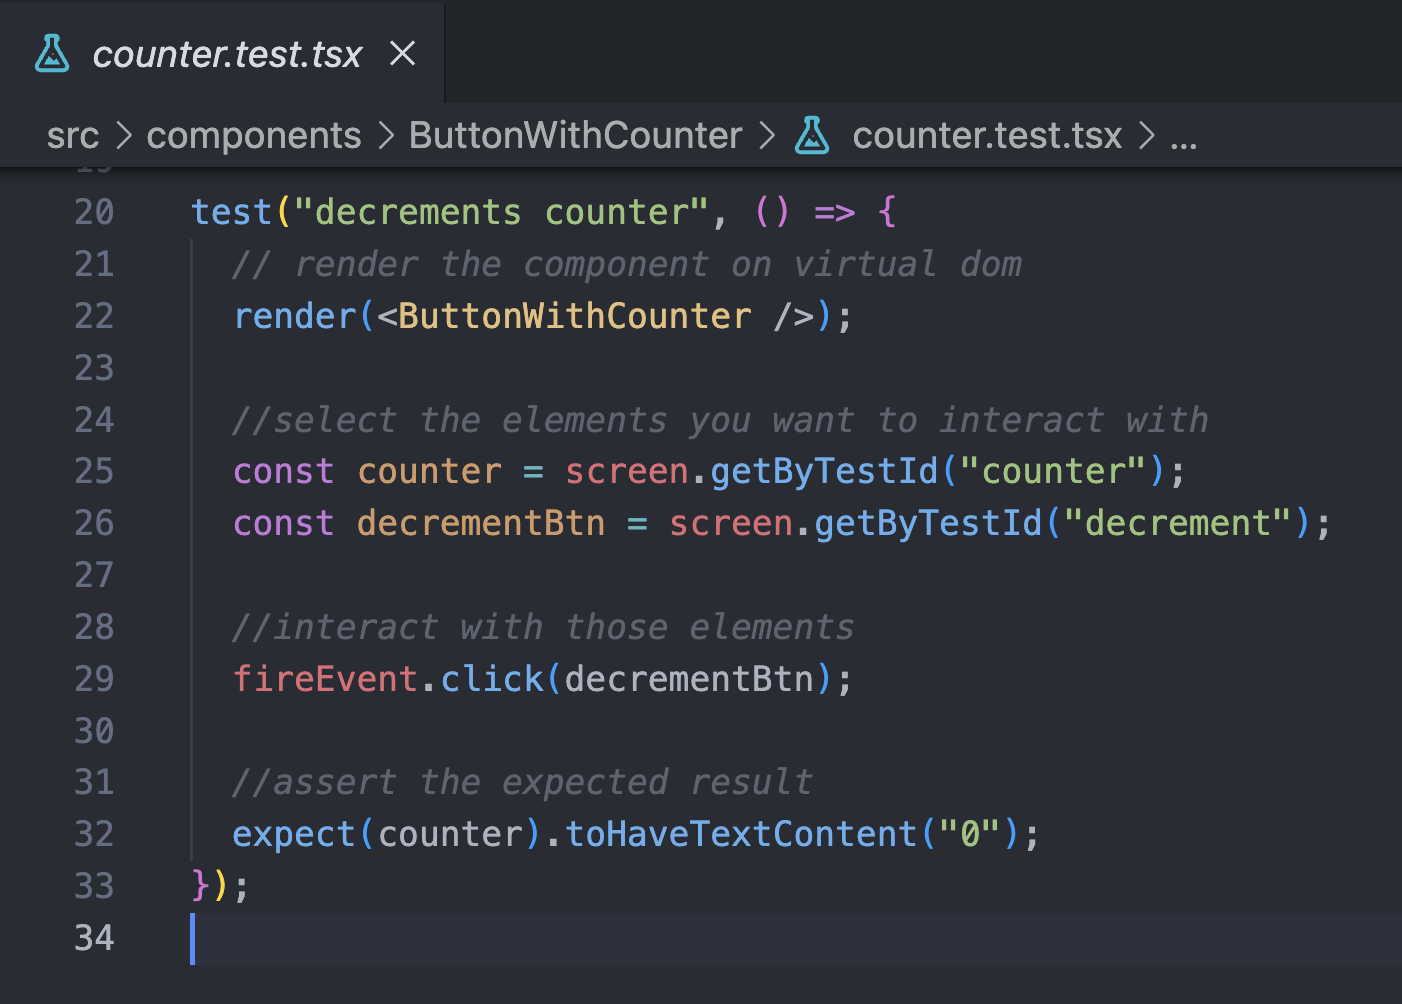 counter.test.tsx
src > components > ButtonWithCounter > counter.test.tsx > ...
20 test("decrements counter", () => {
21 // render the component on virtual dom
22 render(<ButtonWithCounter />);
23
24 //select the elements you want to interact with
25 const counter = screen.getByTestId("counter");
26 const decrementBtn = screen.getByTestId("decrement");
27
28 //interact with those elements
29 fireEvent.click(decrementBtn);
30
31 //assert the expected result
32 expect(counter).toHaveTextContent("0");
33 });
34